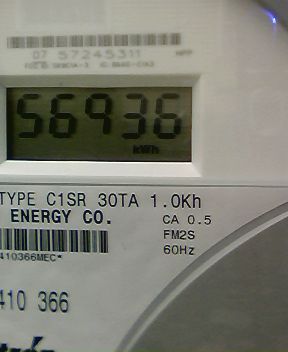 07 57245311
56936
kWh
TYPE C1SR 30TA 1.0Kh
ENERGY CO. CA 0.5
FM2S
410366MEC* 60Hz
410 366